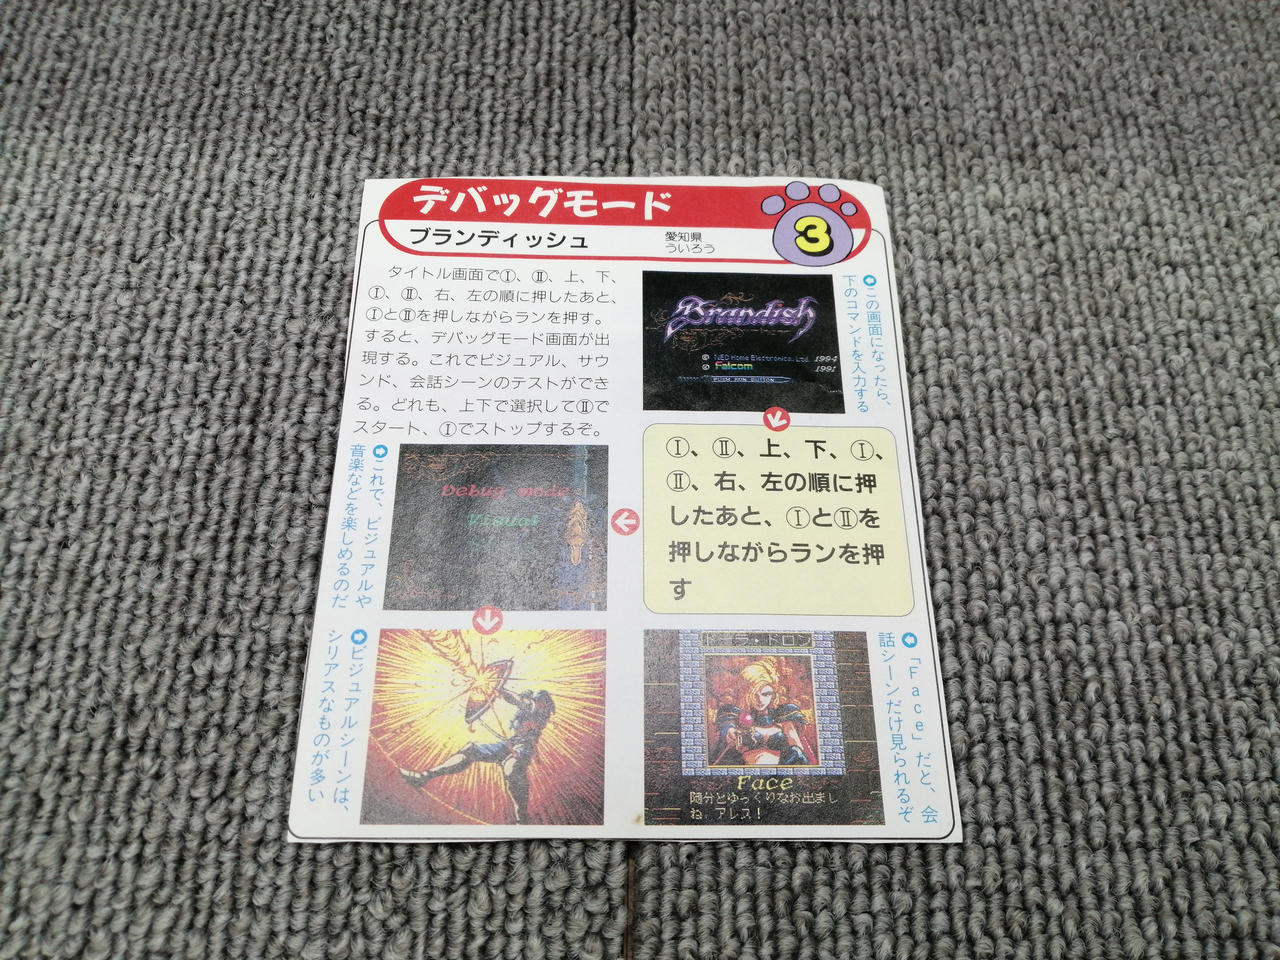 デバッグモード
3
ブランディッシュ
愛知県
ういろう
タイトル画面でⅠ、Ⅱ、上、下、
Ⅰ、Ⅱ、右、左の順に押したあと、
ⅠとⅡを押しながらランを押す。
すると、デバッグモード画面が出
現する。これでビジュアル、サウ
ンド、会話シーンのテストができ
る。どれも、上下で選択してⅡで
スタート、Ⅰでストップするぞ。
Brandish
© NEC Home Electronics, Ltd. 1994
© Falcom 1991
PUSH RUN BUTTON
この画面になったら、
下のコマンドを入力する
Ⅰ、Ⅱ、上、下、Ⅰ、
Ⅱ、右、左の順に押
したあと、ⅠとⅡを
押しながらランを押
す
Debug mode
Visual
これで、ビジュアルや
音楽などを楽しめるのだ
ビジュアルシーンは、
シリアスなものが多い
ドーラ・ドロン
Face
随分とゆっくりなお出まし
ね、アレス！
「Face」だと、会
話シーンだけ見られるぞ